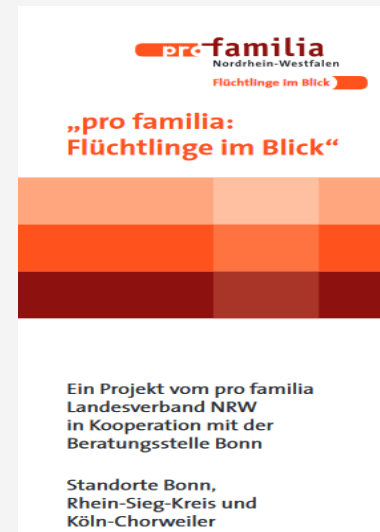 pro familia
Nordrhein-Westfalen
Flüchtlinge im Blick
„pro familia:
Flüchtlinge im Blick“
Ein Projekt vom pro familia
Landesverband NRW
in Kooperation mit der
Beratungsstelle Bonn
Standorte Bonn,
Rhein-Sieg-Kreis und
Köln-Chorweiler